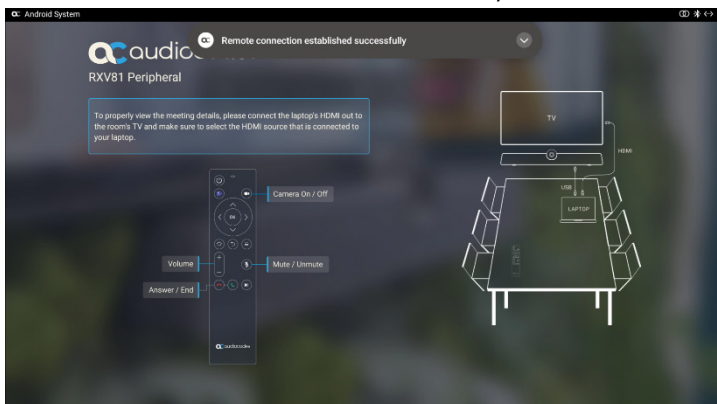 Android System
Remote connection established successfully
RXV81 Peripheral
To properly view the meeting details, please connect the laptop's HDMI out to
the room's TV and make sure to select the HDMI source that is connected to
your laptop.
TV
HDMI
USB
LAPTOP
OK
Camera On / Off
Volume
Mute / Unmute
Answer / End
audiocodes